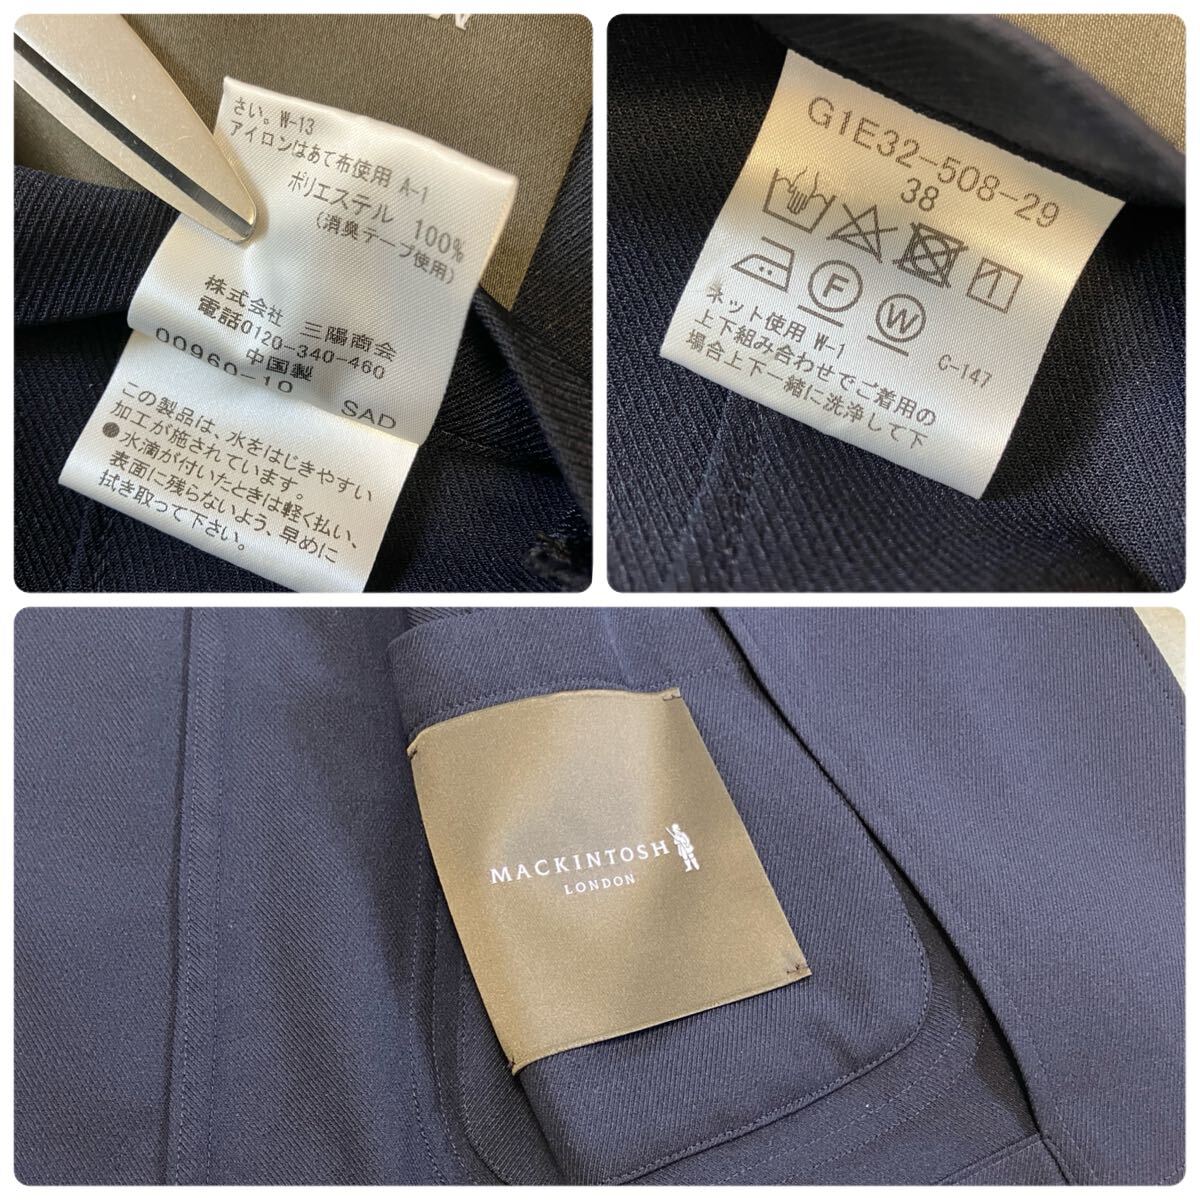 さい。W-13
アイロンはあて布使用 A-1
ポリエステル 100%
(消臭テープ使用)
株式会社 三陽商会
電話0120-340-460
中国製
00960-10 SAD
この製品は、水をはじきやすい
加工が施されています。
●水滴が付いたときは軽く払い、
表面に残らないよう、早めに
拭き取って下さい。
G1E32-508-29
38
F
W
ネット使用 W-1
C-147
上下組み合わせでご着用の
場合上下一緒に洗浄して下
MACKINTOSH
LONDON